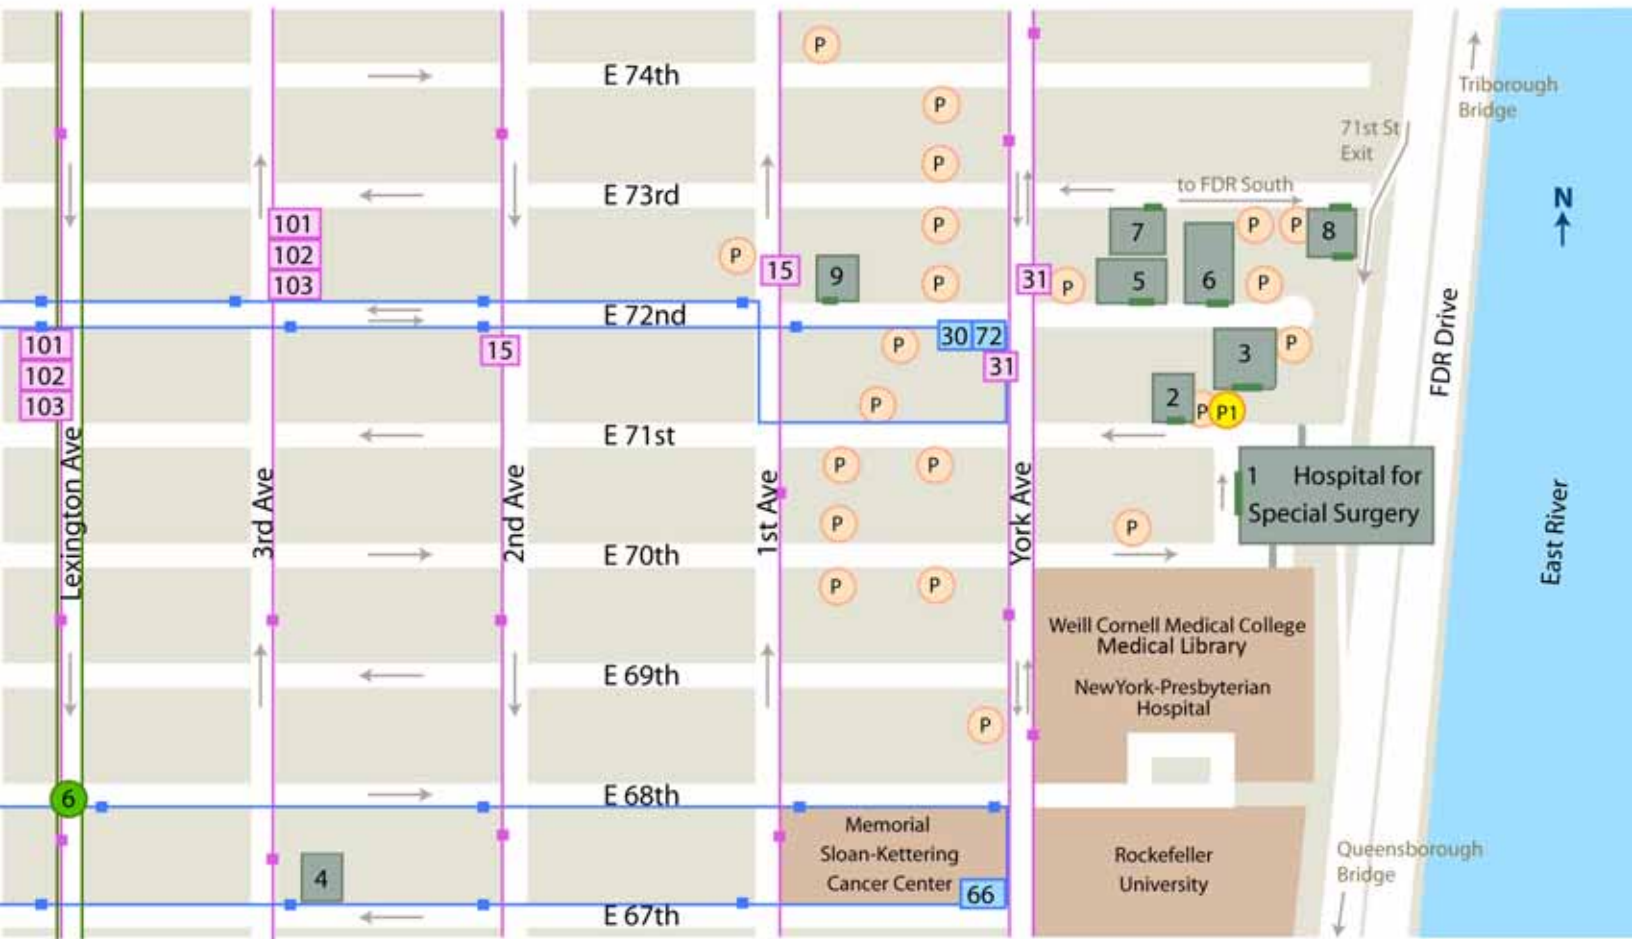 P
E 74th
Triborough
Bridge
P
71st St
Exit
P
to FDR South
E 73rd
N
101
102
103
P
7
P
P
8
P
15
9
P
31
P
5
6
P
E 72nd
101
102
103
15
P
30
72
31
3
P
FDR Drive
P
2
P
P1
E 71st
Lexington Ave
3rd Ave
2nd Ave
1st Ave
York Ave
P
P
1 Hospital for
Special Surgery
East River
P
P
E 70th
P
P
Weill Cornell Medical College
Medical Library
E 69th
NewYork-Presbyterian
Hospital
P
6
E 68th
Memorial
Sloan-Kettering
Cancer Center
66
Rockefeller
University
Queensborough
Bridge
4
E 67th